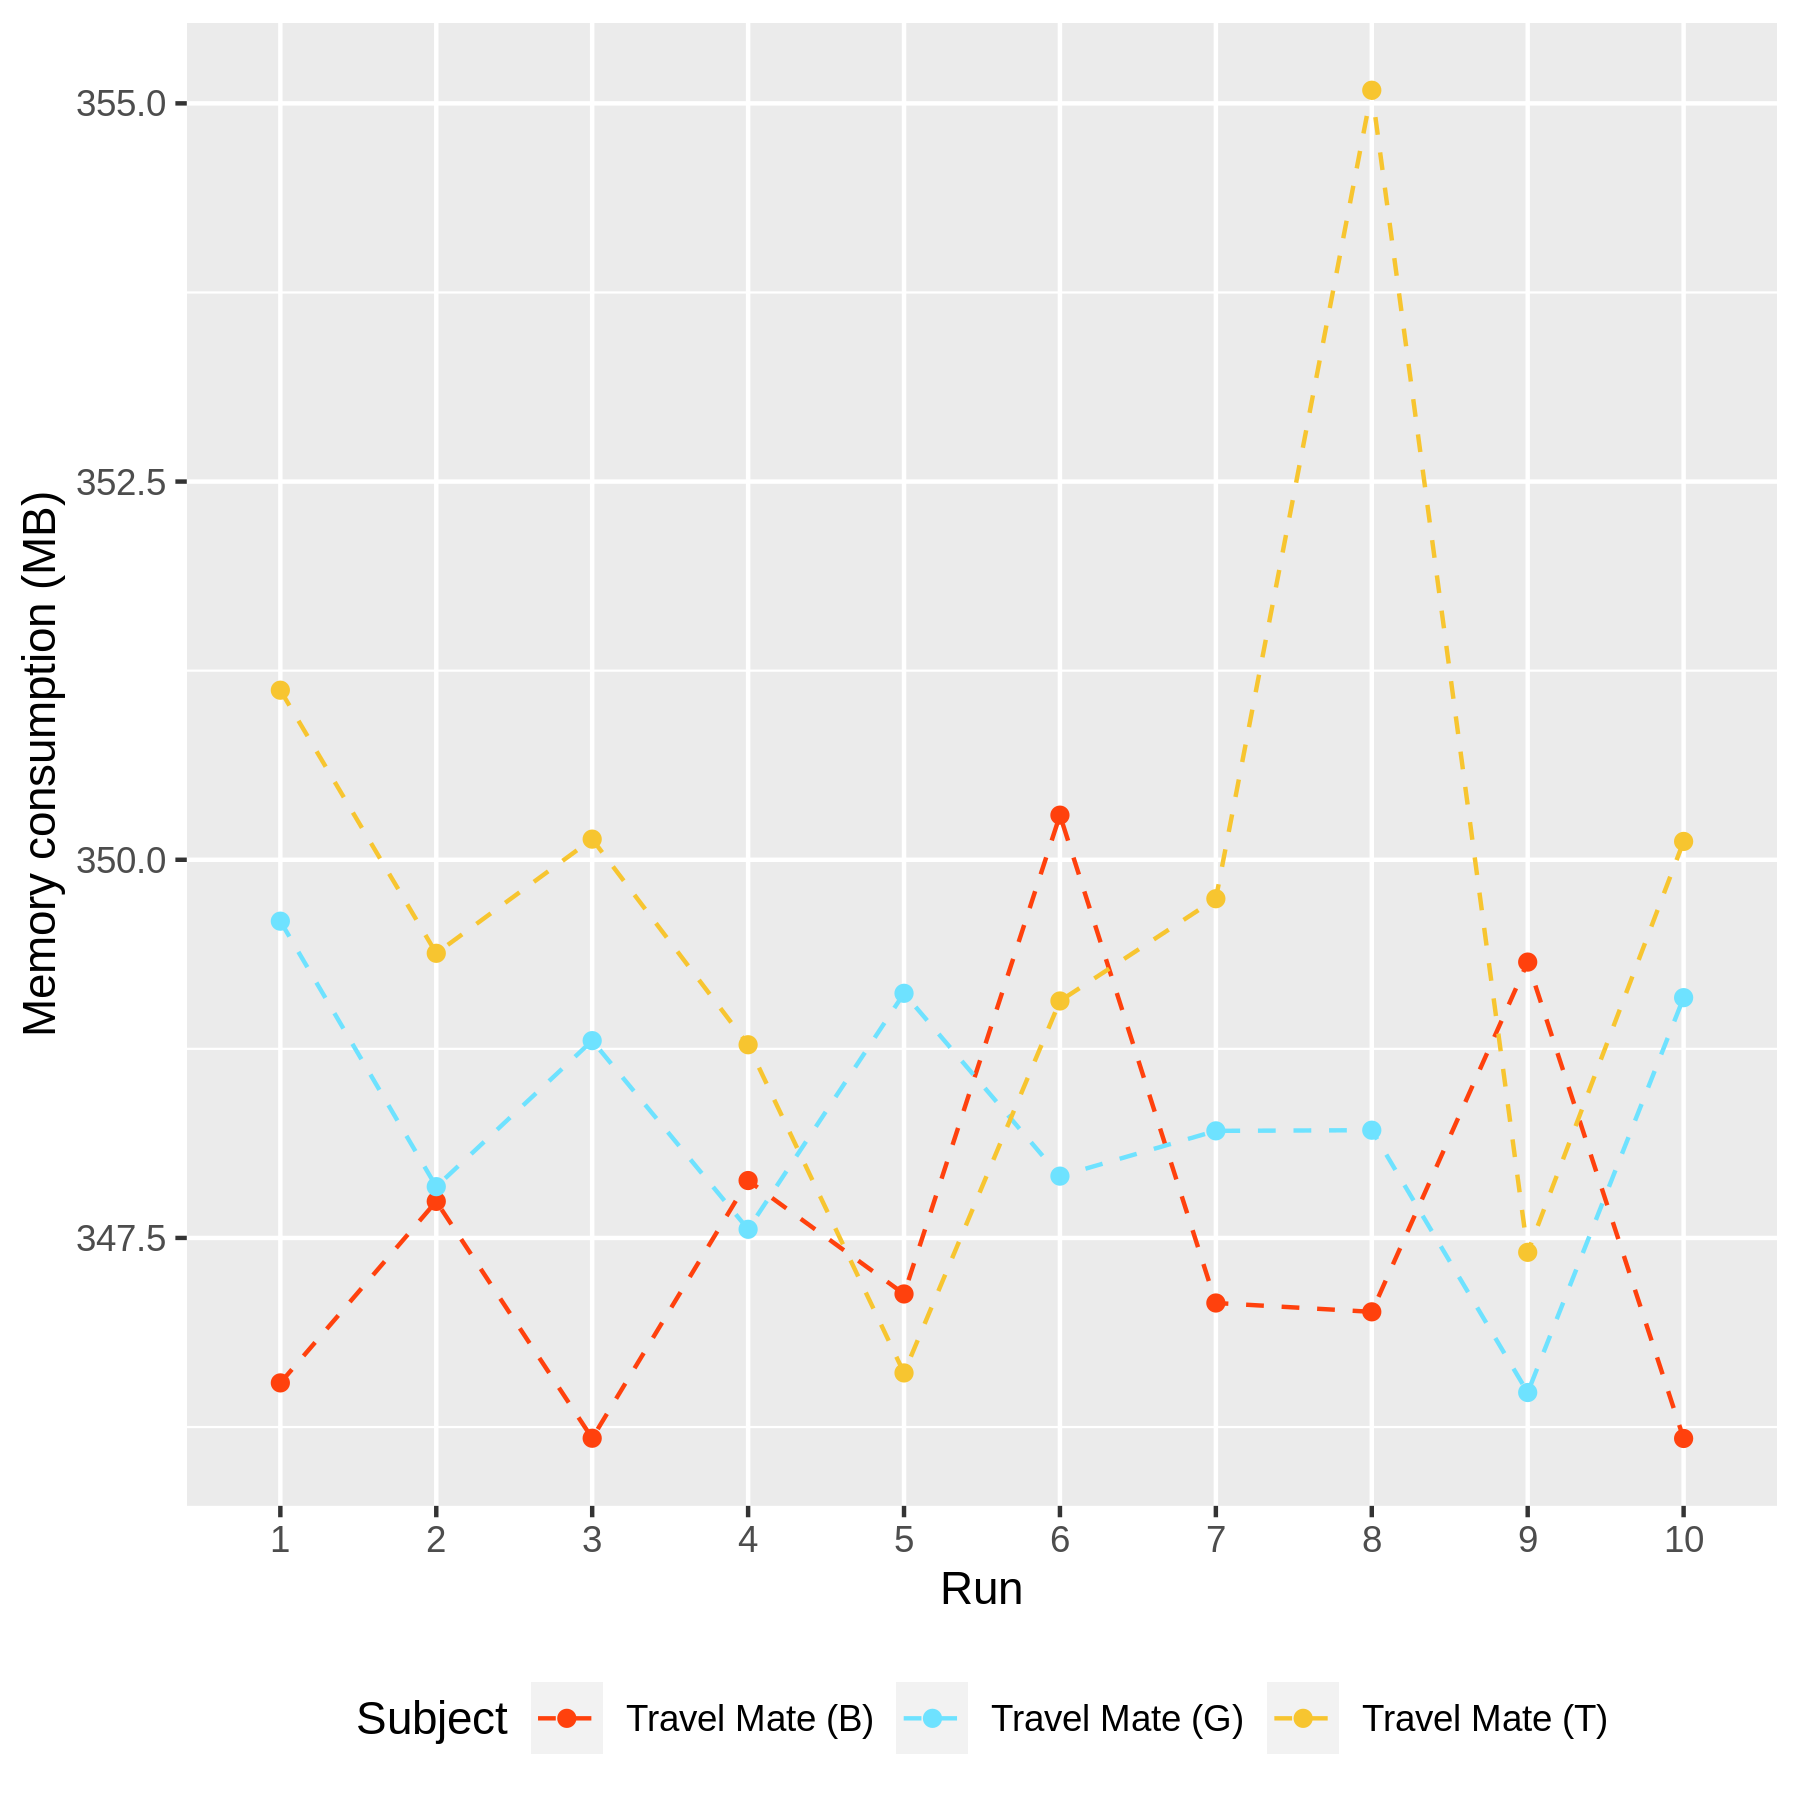 Memory consumption (MB)
355.0
352.5
350.0
347.5
1 2 3 4 5 6 7 8 9 10
Run
Subject Travel Mate (B) Travel Mate (G) Travel Mate (T)